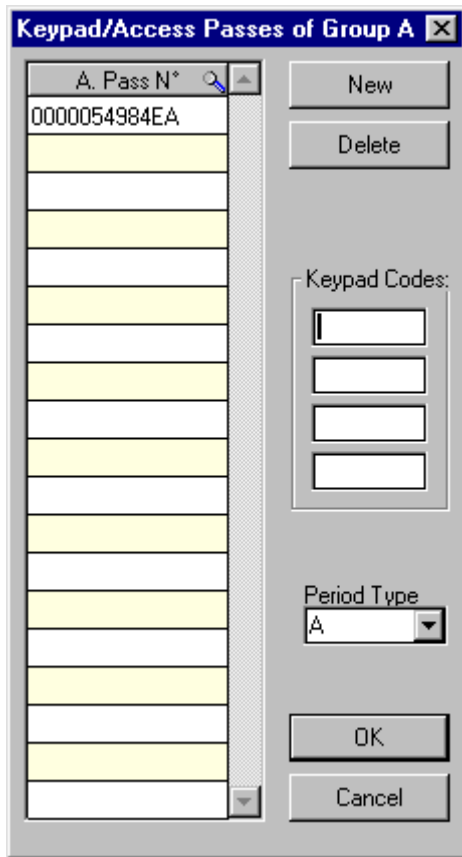 Keypad/Access Passes of Group A
A. Pass N°
0000054984EA
New
Delete
Keypad Codes:
Period Type
A
OK
Cancel